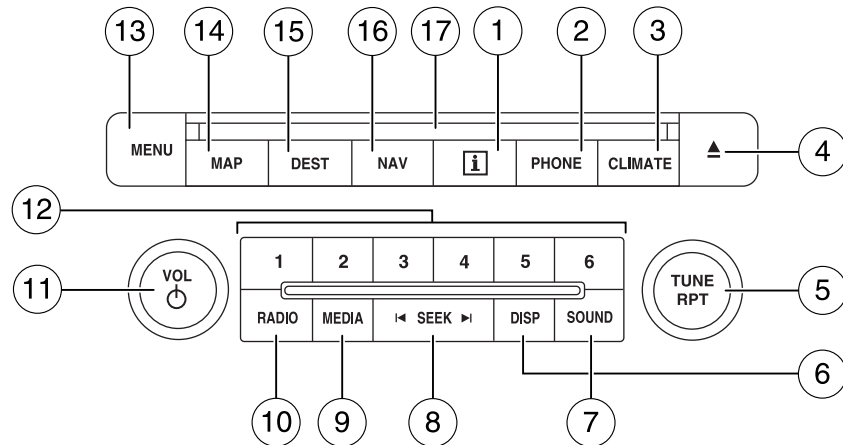 13 14 15 16 17 1 2 3
MENU MAP DEST NAV i PHONE CLIMATE 4
12
1 2 3 4 5 6
11 VOL TUNE RPT 5
RADIO MEDIA SEEK DISP SOUND
6
10 9 8 7